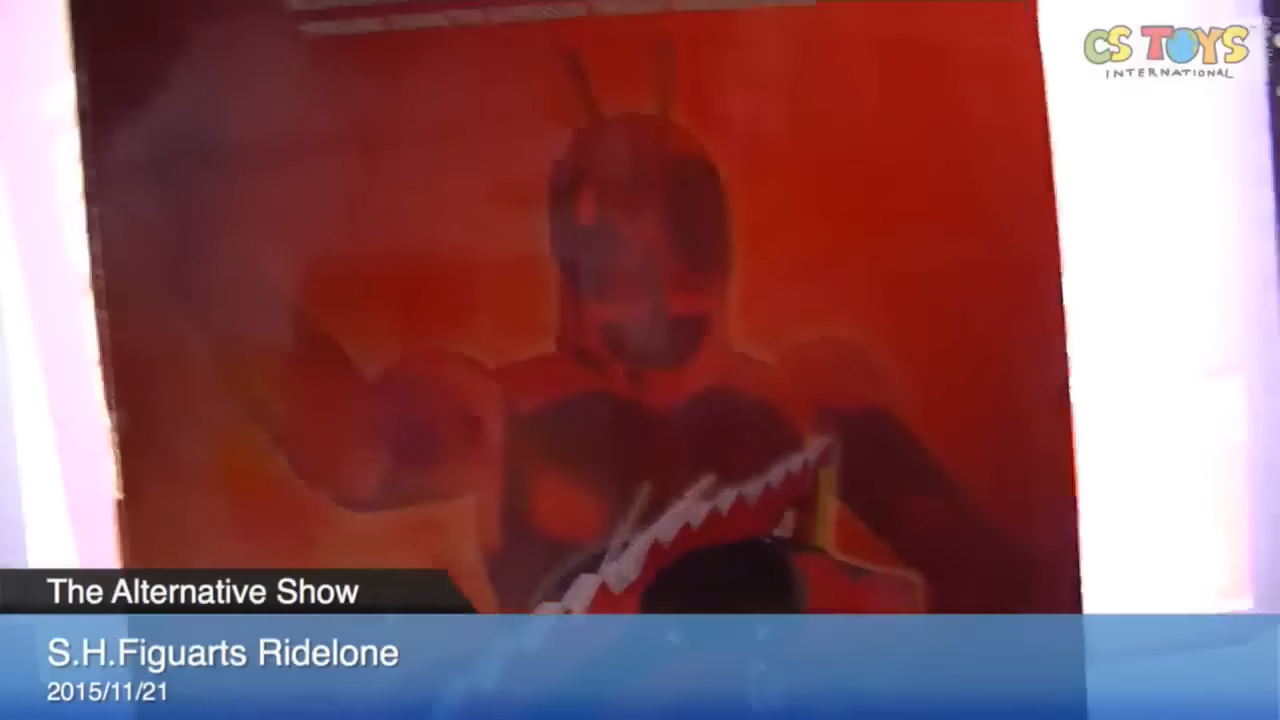 CS TOYS
INTERNATIONAL
The Alternative Show
S.H.Figuarts Ridelone
2015/11/21